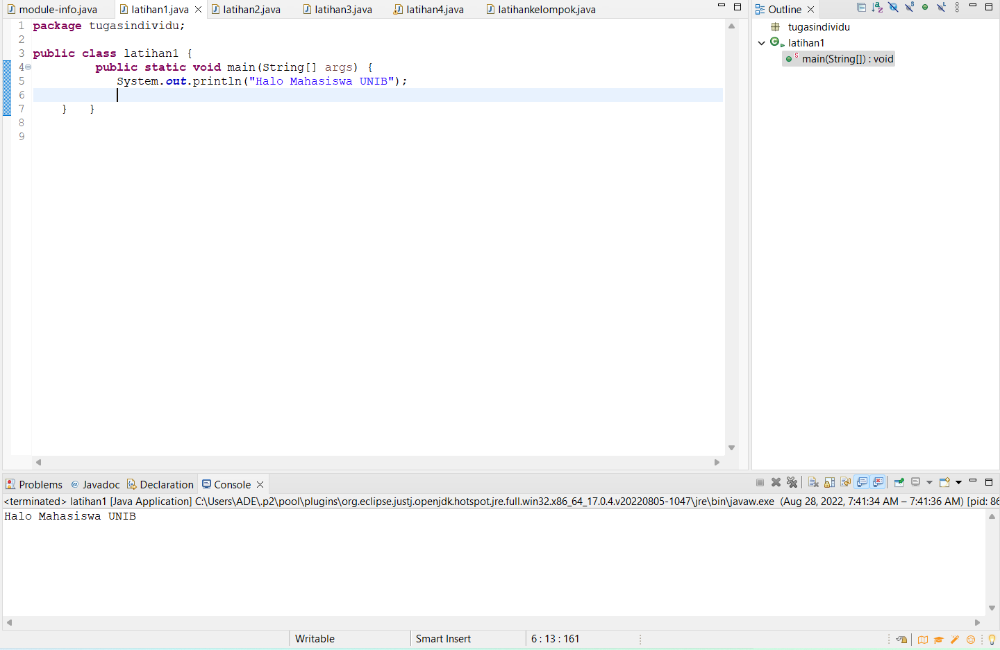 module-info.java latihan1.java latihan2.java latihan3.java latihan4.java latihankelompok.java
1 package tugasindividu;
2
3 public class latihan1 {
4 public static void main(String[] args) {
5 System.out.println("Halo Mahasiswa UNIB");
6
7 } }
8
9
Outline
tugasindividu
latihan1
main(String[]) : void
Problems @ Javadoc Declaration Console
<terminated> latihan1 [Java Application] C:\Users\ADE\.p2\pool\plugins\org.eclipse.justj.openjdk.hotspot.jre.full.win32.x86_64_17.0.4.v20220805-1047\jre\bin\javaw.exe (Aug 28, 2022, 7:41:34 AM – 7:41:36 AM) [pid: 86
Halo Mahasiswa UNIB
Writable Smart Insert 6 : 13 : 161